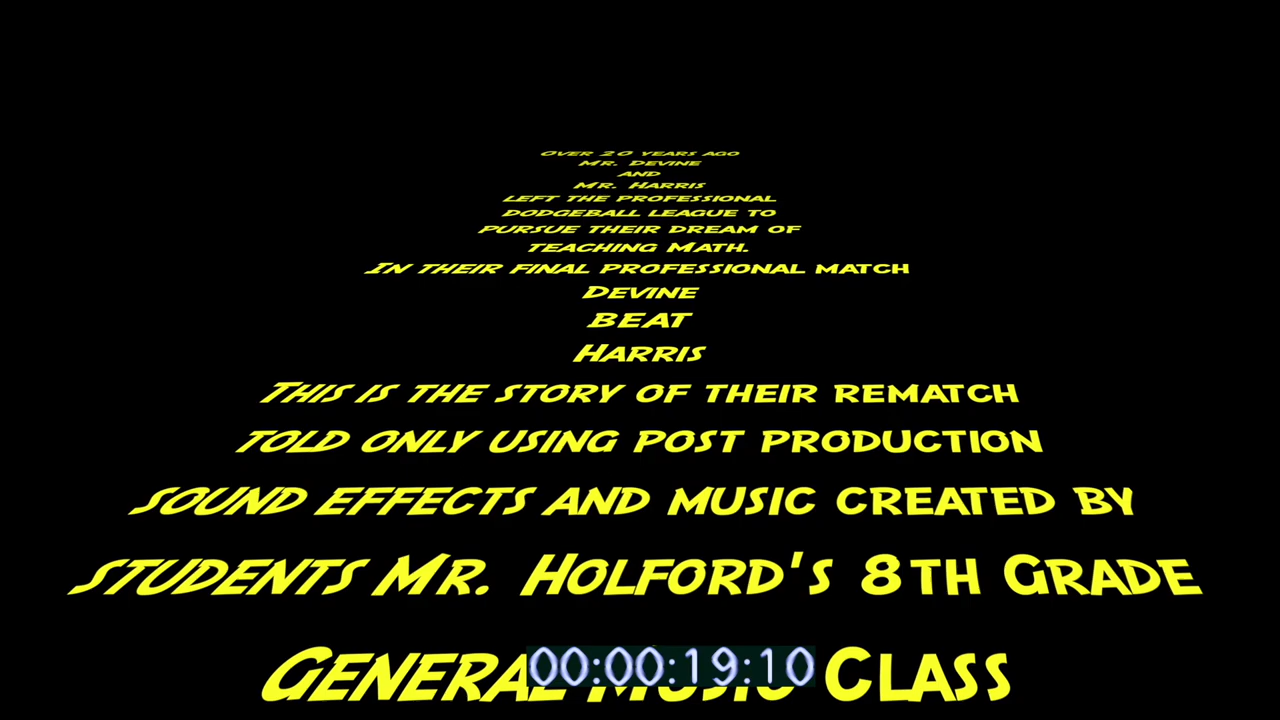 Over 20 years ago
Mr. Devine
and
Mr. Harris
left the professional
dodgeball league to
pursue their dream of
teaching Math.
In their final professional match
Devine
beat
Harris
This is the story of their rematch
told only using post production
sound effects and music created by
students Mr. Holford's 8th Grade
General Music Class
00:00:19:10